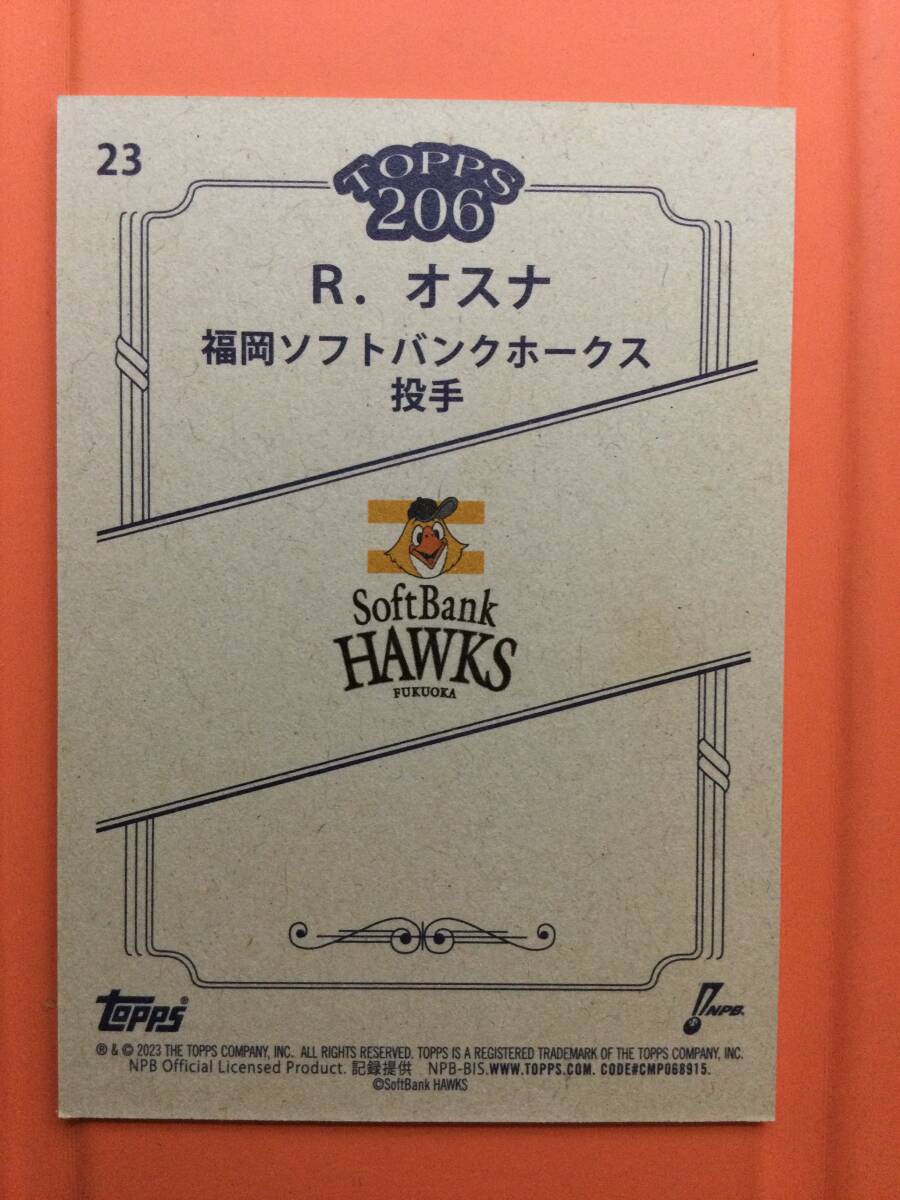 23
TOPPS
206
R. オスナ
福岡ソフトバンクホークス
投手
SoftBank
HAWKS
FUKUOKA
topps®
NPB®
® & © 2023 THE TOPPS COMPANY, INC. ALL RIGHTS RESERVED. TOPPS IS A REGISTERED TRADEMARK OF THE TOPPS COMPANY, INC.
NPB Official Licensed Product. 記録提供 NPB-BIS.WWW.TOPPS.COM. CODE#CMP068915.
©SoftBank HAWKS